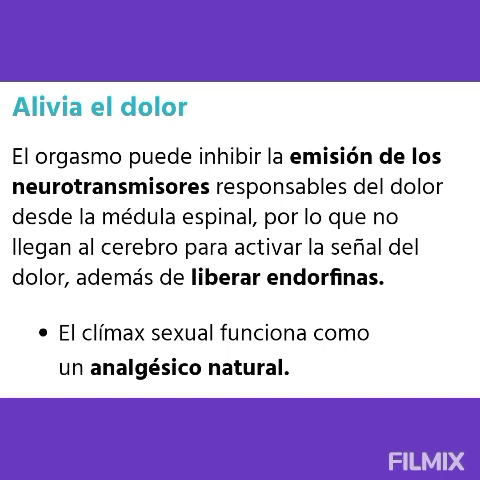 Alivia el dolor
El orgasmo puede inhibir la emisión de los
neurotransmisores responsables del dolor
desde la médula espinal, por lo que no
llegan al cerebro para activar la señal del
dolor, además de liberar endorfinas.
• El clímax sexual funciona como
un analgésico natural.
FILMIX